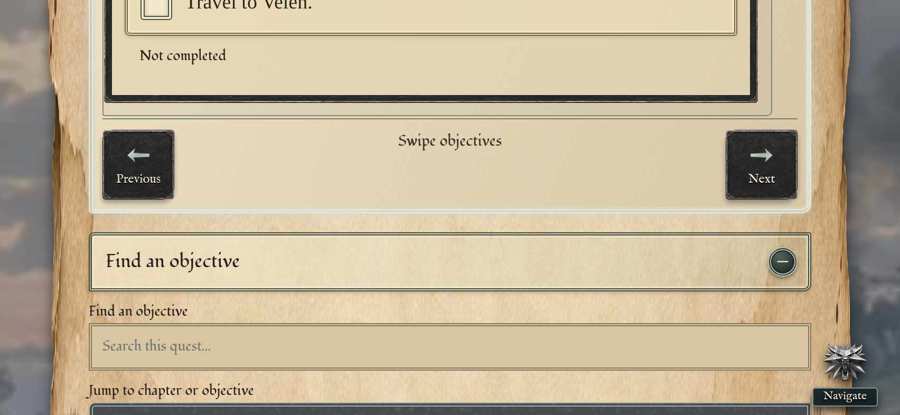 Travel to Velen.
Not completed
Swipe objectives
Previous
Next
Find an objective
Find an objective
Search this quest...
Jump to chapter or objective
Navigate